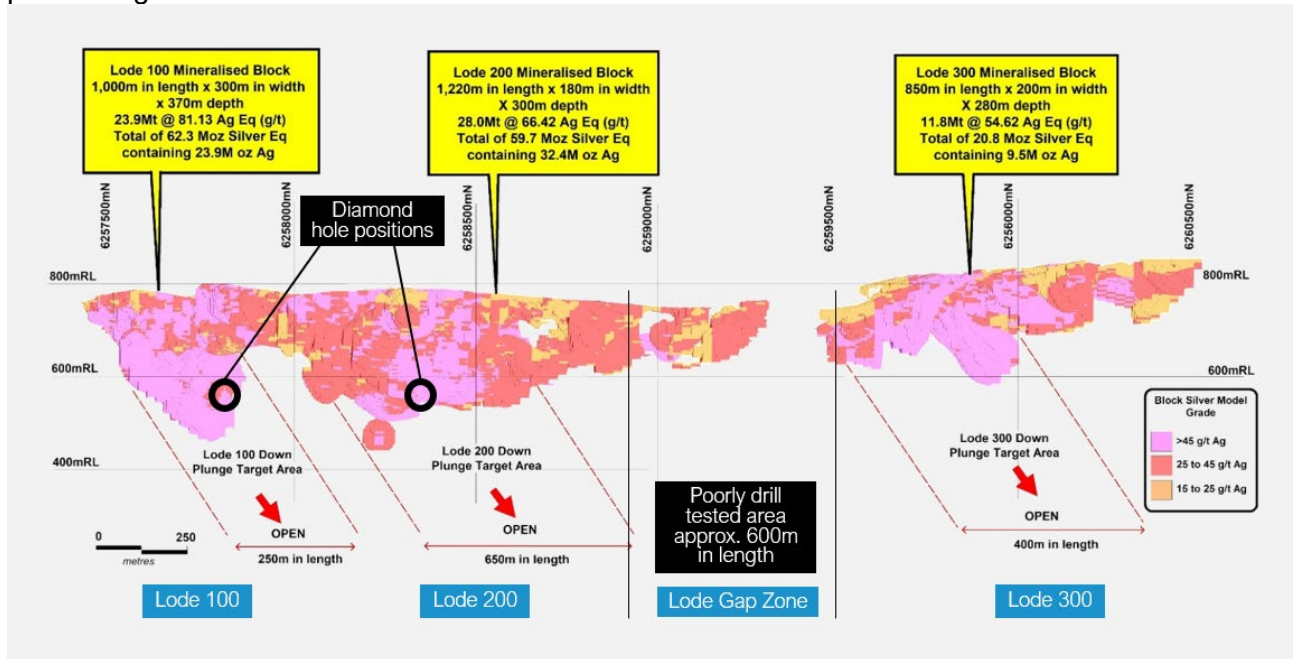 Lode 100 Mineralised Block
1,000m in length x 300m in width
x 370m depth
23.9Mt @ 81.13 Ag Eq (g/t)
Total of 62.3 Moz Silver Eq
containing 23.9M oz Ag
Lode 200 Mineralised Block
1,220m in length x 180m in width
X 300m depth
28.0Mt @ 66.42 Ag Eq (g/t)
Total of 59.7 Moz Silver Eq
containing 32.4M oz Ag
Lode 300 Mineralised Block
850m in length x 200m in width
X 280m depth
11.8Mt @ 54.62 Ag Eq (g/t)
Total of 20.8 Moz Silver Eq
containing 9.5M oz Ag
6257500mN
Diamond
hole positions
6258000mN
6258500mN
6259000mN
6259500mN
6256000mN
6260500mN
800mRL
800mRL
600mRL
600mRL
400mRL
Block Silver Model
Grade
>45 g/t Ag
25 to 45 g/t Ag
15 to 25 g/t Ag
Lode 100 Down
Plunge Target Area
OPEN
250m in length
Lode 200 Down
Plunge Target Area
OPEN
650m in length
Poorly drill
tested area
approx. 600m
in length
Lode 300 Down
Plunge Target Area
OPEN
400m in length
0 250
metres
Lode 100
Lode 200
Lode Gap Zone
Lode 300